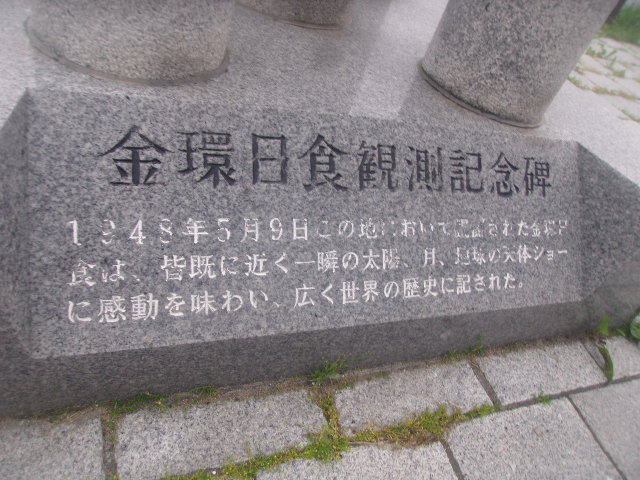 金環日食観測記念碑
1948年5月9日この地において観測された金環日
食は、皆既に近く一瞬の太陽、月、地球の天体ショー
に感動を味わい、広く世界の歴史に記された。